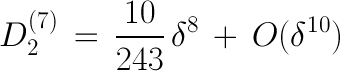 $D_2^{(7)} = \frac{10}{243} \delta^8 + O(\delta^{10})$